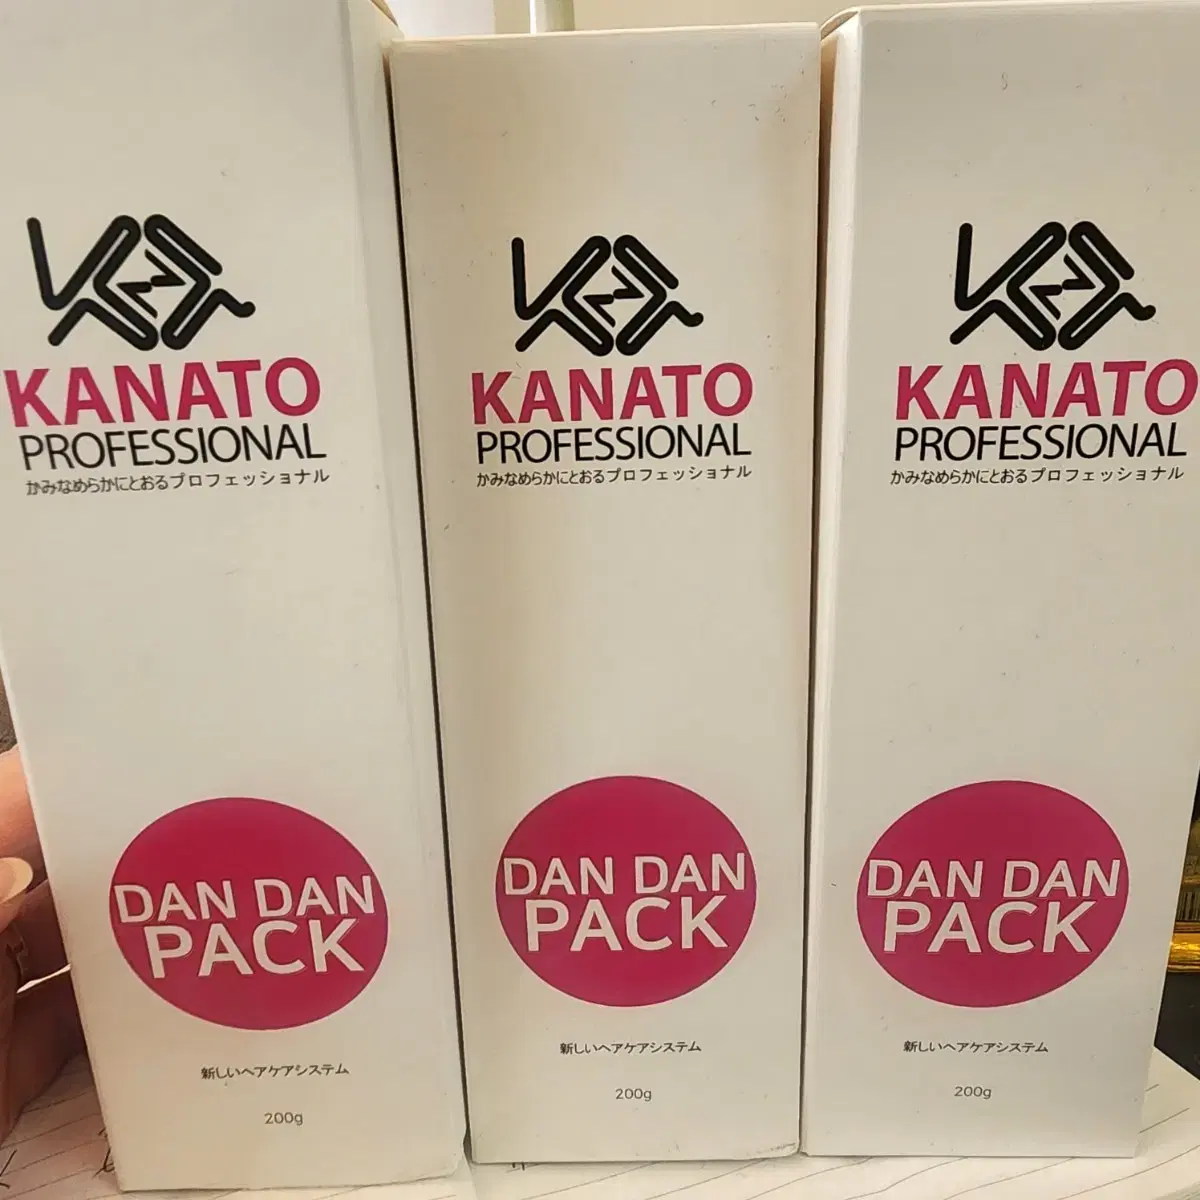 KANATO
PROFESSIONAL
かみなめらかにとおるプロフェッショナル
DAN DAN
PACK
新しいヘアケアシステム
200g
KANATO
PROFESSIONAL
かみなめらかにとおるプロフェッショナル
DAN DAN
PACK
新しいヘアケアシステム
200g
KANATO
PROFESSIONAL
かみなめらかにとおるプロフェッショナル
DAN DAN
PACK
新しいヘアケアシステム
200g